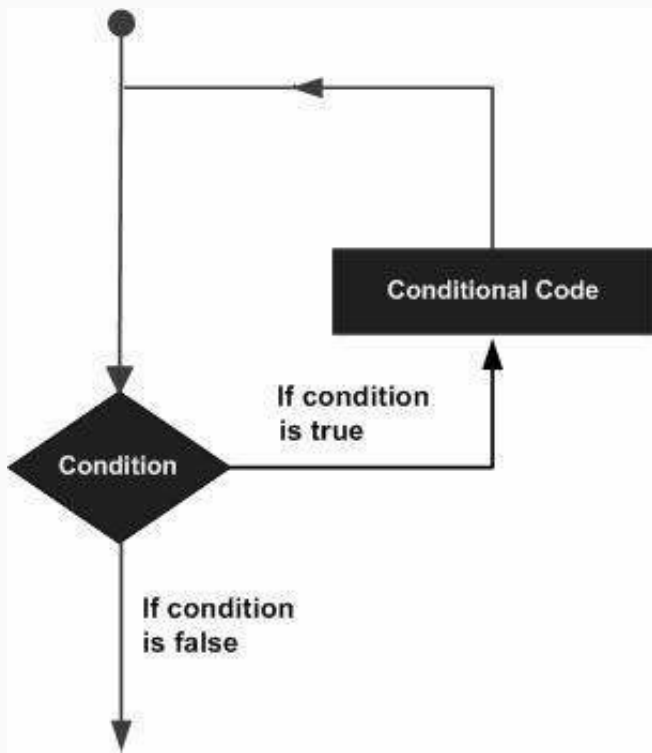 Conditional Code
If condition
is true
Condition
If condition
is false